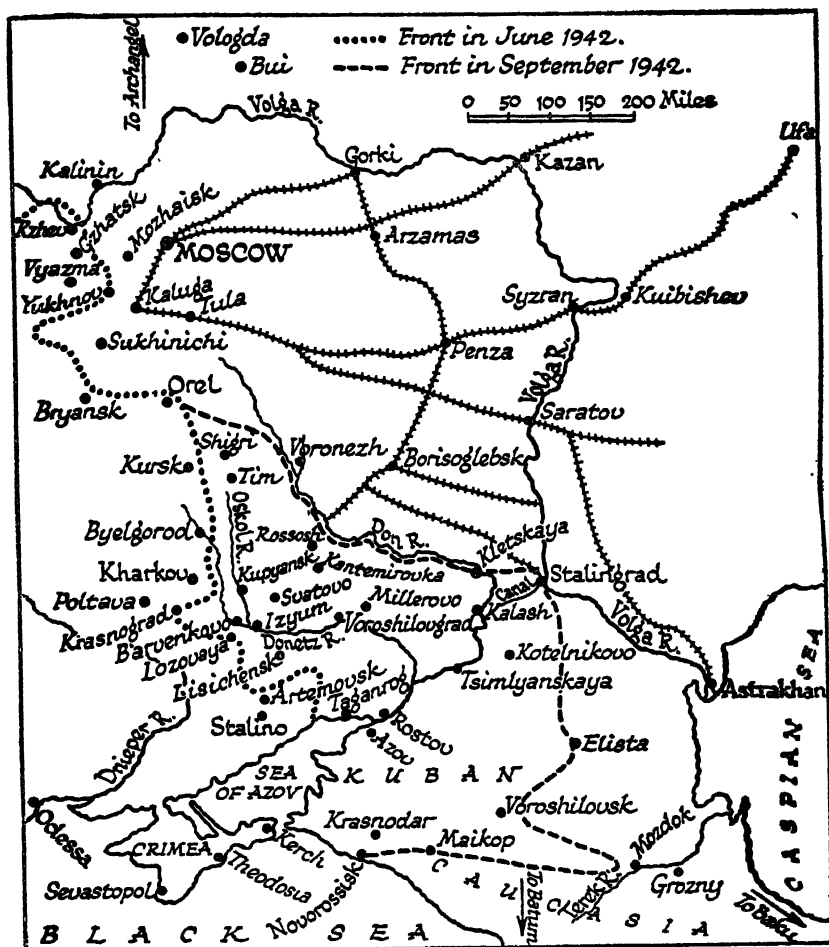 Vologda
Front in June 1942.
Bui
Front in September 1942.
To Archangel
0 50 100 150 200 Miles
Volga R.
Ufa
Gorki
Kazan
Kalinin
Rzhev
Gzhatsk
Mozhaisk
MOSCOW
Arzamas
Vyazma
Yukhnov
Kaluga
Tula
Syzran
Kuibishev
Sukhinichi
Penza
Volda R.
Orel
Bryansk
Saratov
Shigri
Voronezh
Borisoglebsk
Kursk
Tim
Oskol R.
Byelgorod
Rossosh
Don R.
Kletskaya
Kharkov
Kupyansk
Kantemirovka
Canal
Stalingrad
Poltava
Svatovo
Millerovo
Kalash
Krasnograd
Izyum
Voroshilovgrad
Volga R.
Barvenkovo
Donetz R.
Lozovaya
Kotelnikovo
Lisichensk
Tsimlyanskaya
Astrakhan
Artemovsk
Taganrog
Stalino
Rostov
Dnieper R.
Azov
Elista
SEA
OF AZOV
KUBAN
CASPIAN SEA
Odessa
Voroshilovsk
Krasnodar
Kerch
Maikop
Mozdok
CRIMEA
Theodosia
Grozny
Sevastopol
Novorossisk
CAUCASIA
Terek R.
To Batum
To Baku
BLACK SEA